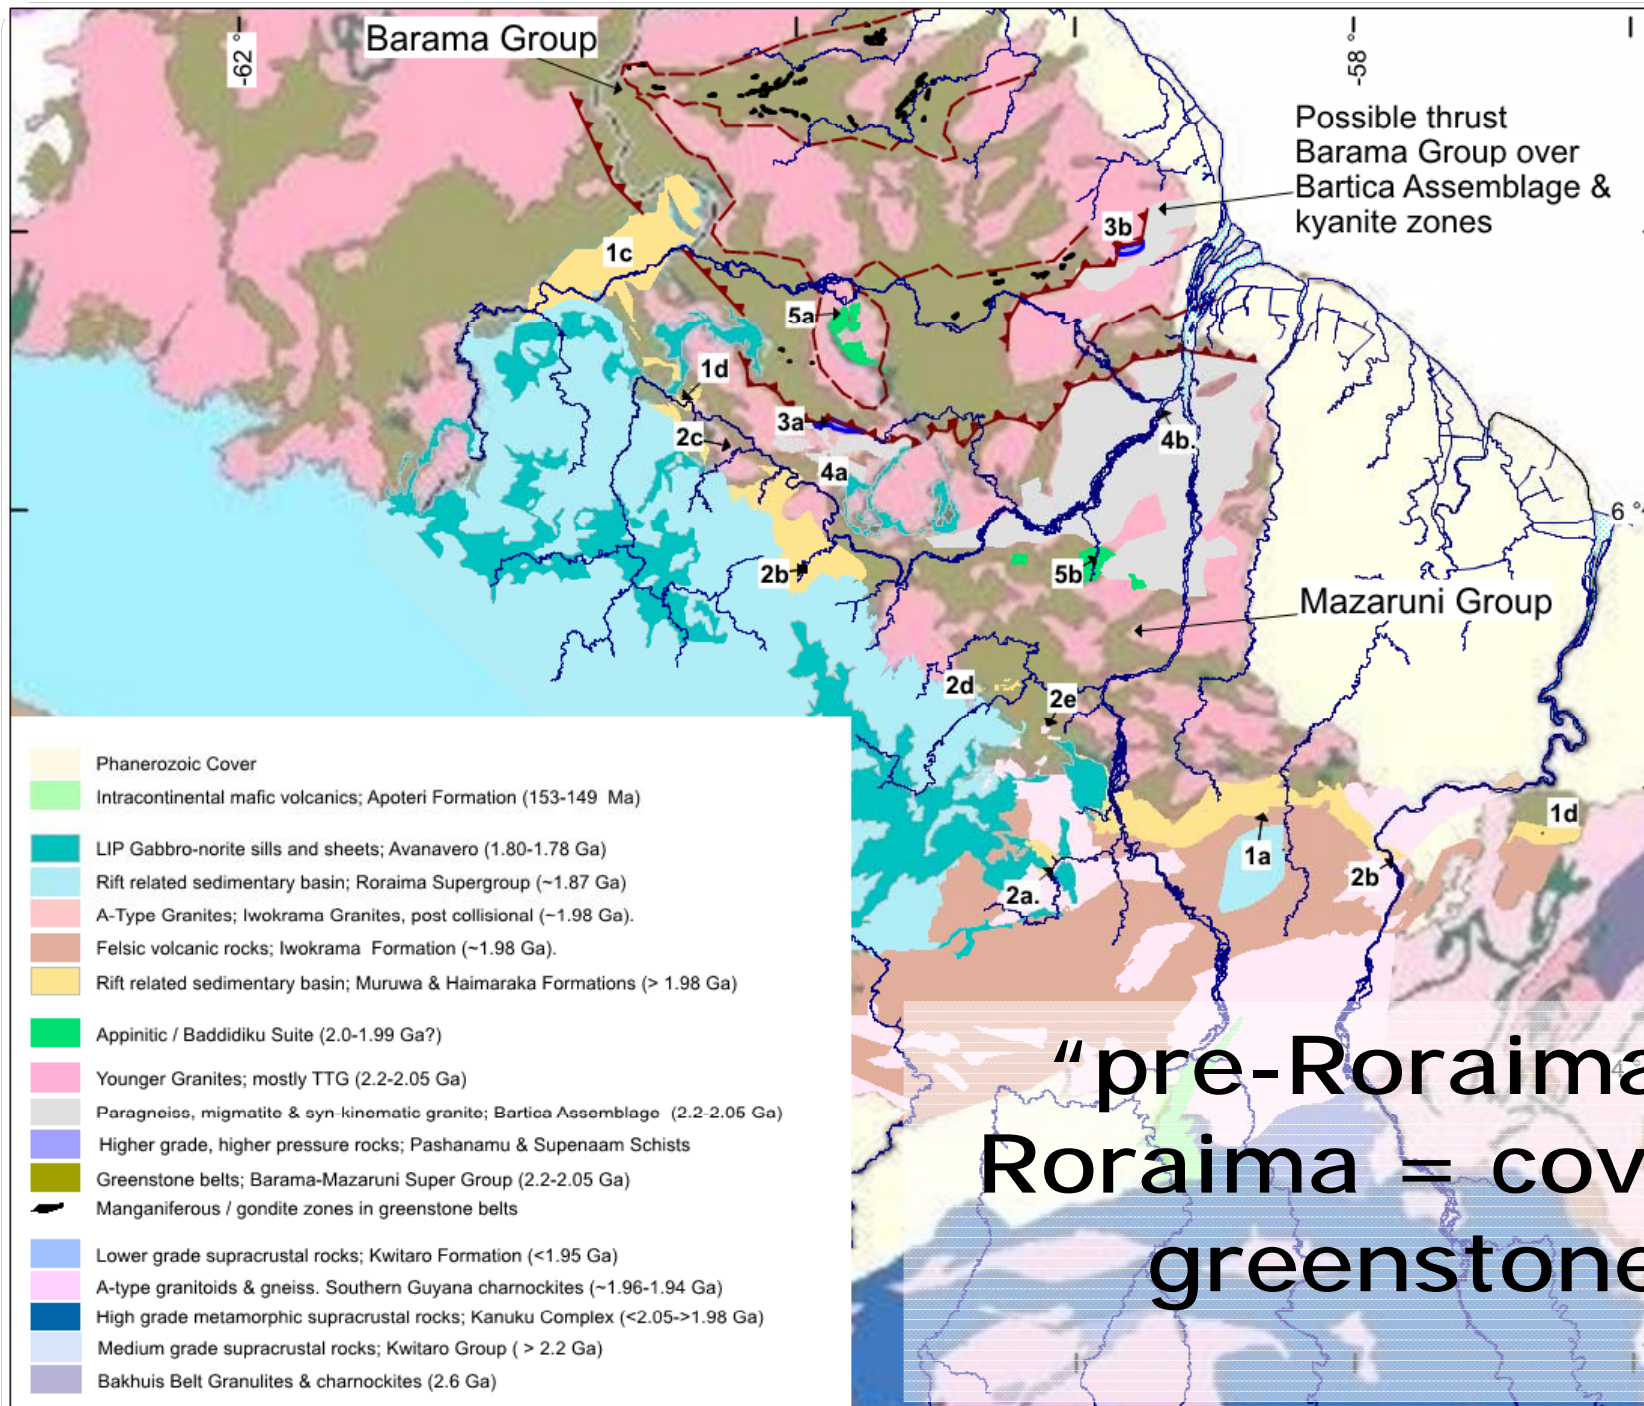 Barama Group
-62 °
-58 °
Possible thrust
Barama Group over
Bartica Assemblage &
kyanite zones
3b
1c
5a
1d
3a
2c
4b.
4a
6 °
2b
5b
Mazaruni Group
2d
2e
1d
1a
2b
2a.
Phanerozoic Cover
Intracontinental mafic volcanics; Apoteri Formation (153-149 Ma)
LIP Gabbro-norite sills and sheets; Avanavero (1.80-1.78 Ga)
Rift related sedimentary basin; Roraima Supergroup (~1.87 Ga)
A-Type Granites; Iwokrama Granites, post collisional (~1.98 Ga).
Felsic volcanic rocks; Iwokrama Formation (~1.98 Ga).
Rift related sedimentary basin; Muruwa & Haimaraka Formations (> 1.98 Ga)
Appinitic / Baddidiku Suite (2.0-1.99 Ga?)
Younger Granites; mostly TTG (2.2-2.05 Ga)
Paragneiss, migmatite & syn-kinematic granite; Bartica Assemblage (2.2-2.05 Ga)
Higher grade, higher pressure rocks; Pashanamu & Supenaam Schists
Greenstone belts; Barama-Mazaruni Super Group (2.2-2.05 Ga)
Manganiferous / gondite zones in greenstone belts
Lower grade supracrustal rocks; Kwitaro Formation (<1.95 Ga)
A-type granitoids & gneiss. Southern Guyana charnockites (~1.96-1.94 Ga)
High grade metamorphic supracrustal rocks; Kanuku Complex (<2.05->1.98 Ga)
Medium grade supracrustal rocks; Kwitaro Group ( > 2.2 Ga)
Bakhuis Belt Granulites & charnockites (2.6 Ga)
“pre-Roraima
4
Roraima = cov
greenstone